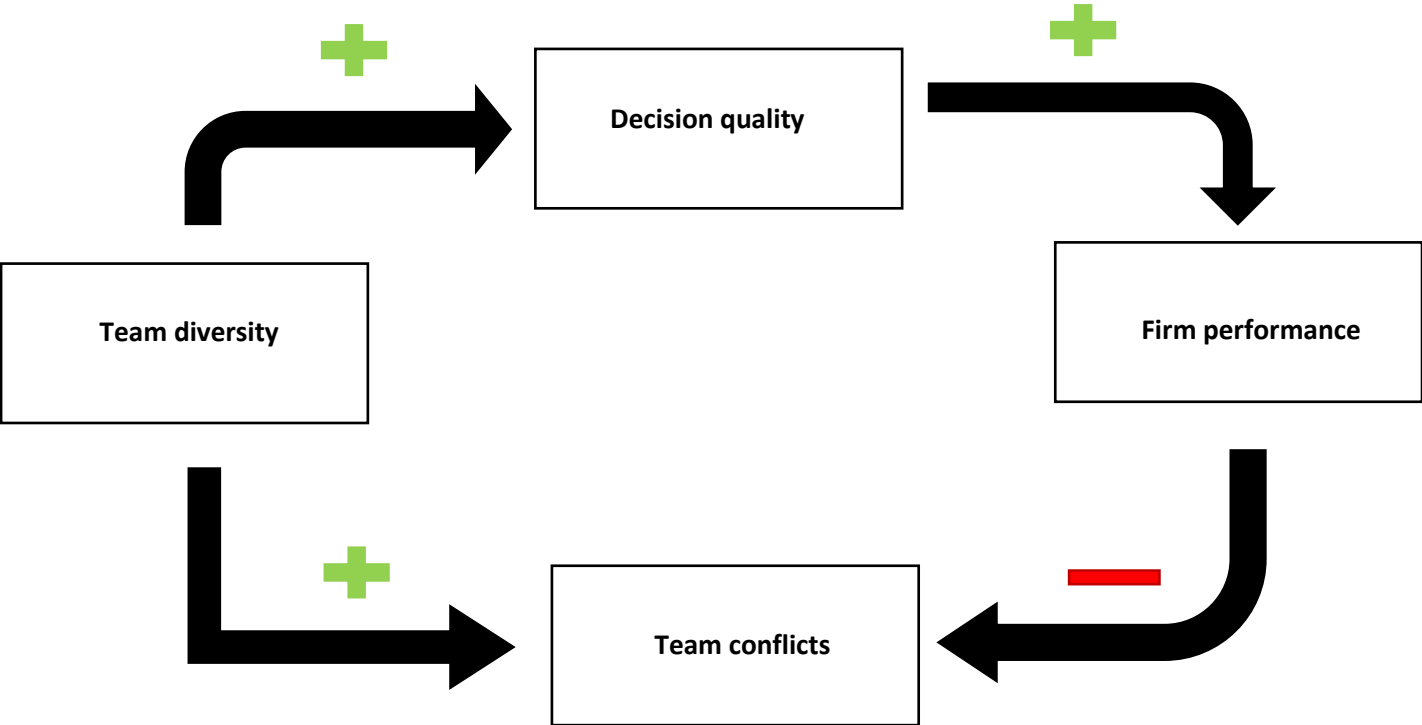 Decision quality
Team diversity
Firm performance
Team conflicts